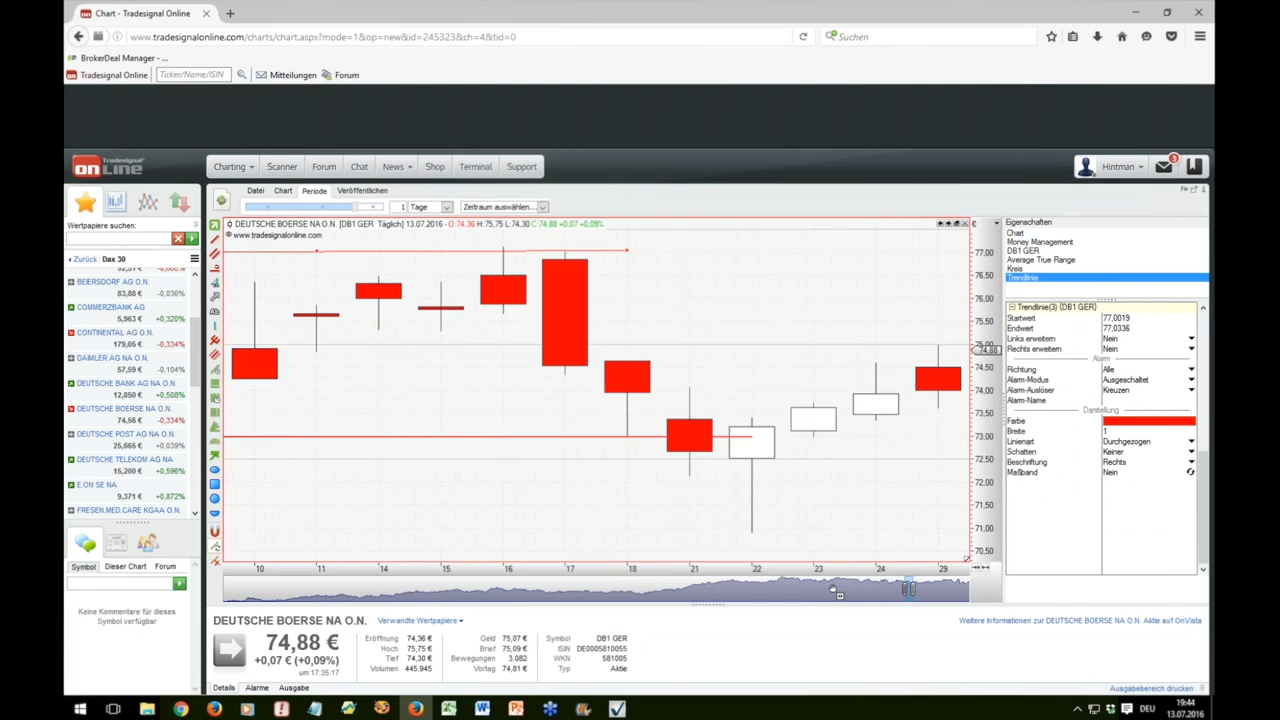 Chart - Tradesignal Online
www.tradesignalonline.com/charts/chart.aspx?mode=1&op=new&id=245323&ch=4&tid=0
Suchen
BrokerDeal Manager - ...
Tradesignal Online
Ticker/Name/ISIN
Mitteilungen
Forum
Tradesignal
onLine
Charting
Scanner
Forum
Chat
News
Shop
Terminal
Support
Hintman
3
Datei
Chart
Periode
Veröffentlichen
1
Tage
Zeitraum auswählen...
Wertpapiere suchen:
Zurück
Dax 30
BEIERSDORF AG O.N.
83,88 € -0,036%
COMMERZBANK AG
5,963 € +0,320%
CONTINENTAL AG O.N.
179,05 € -0,334%
DAIMLER AG NA O.N.
57,59 € -0,104%
DEUTSCHE BANK AG NA O.N.
12,850 € +0,508%
DEUTSCHE BOERSE NA O.N.
74,56 € -0,334%
DEUTSCHE POST AG NA O.N.
25,665 € +0,039%
DEUTSCHE TELEKOM AG NA
15,200 € +0,596%
E.ON SE NA
9,371 € +0,872%
FRESEN.MED.CARE KGAA O.N.
Symbol
Dieser Chart
Forum
Keine Kommentare für dieses
Symbol verfügbar
DEUTSCHE BOERSE NA O.N. [DB1 GER Täglich] 13.07.2016 O:74,36 H:75,75 L:74,30 C:74,88 +0,07 +0,09%
www.tradesignalonline.com
€
77,00
76,50
76,00
75,50
75,00
74,88
74,50
74,00
73,50
73,00
72,50
72,00
71,50
71,00
70,50
10 11 14 15 16 17 18 21 22 23 24 29
Eigenschaften
Chart
Money Management
DB1 GER
Average True Range
Kreis
Trendlinie
Trendlinie(3) (DB1 GER)
Startwert 77,0019
Endwert 77,0336
Links erweitern Nein
Rechts erweitern Nein
Alarm
Richtung Alle
Alarm-Modus Ausgeschaltet
Alarm-Auslöser Kreuzen
Alarm-Name
Darstellung
Farbe
Breite 1
Linienart Durchgezogen
Schatten Keiner
Beschriftung Rechts
Maßband Nein
DEUTSCHE BOERSE NA O.N.
Verwandte Wertpapiere
Weitere Informationen zur DEUTSCHE BOERSE NA O.N. Aktie auf OnVista
74,88 €
+0,07 (+0,09%)
um 17:35:17
Eröffnung 74,36 € Geld 75,07 € Symbol DB1 GER
Hoch 75,75 € Brief 75,09 € ISIN DE0005810055
Tief 74,30 € Bewegungen 3.082 WKN 581005
Volumen 445.945 Vortag 74,81 € Typ Aktie
Details
Alarme
Ausgabe
Ausgabebereich drucken
DEU
19:44
13.07.2016